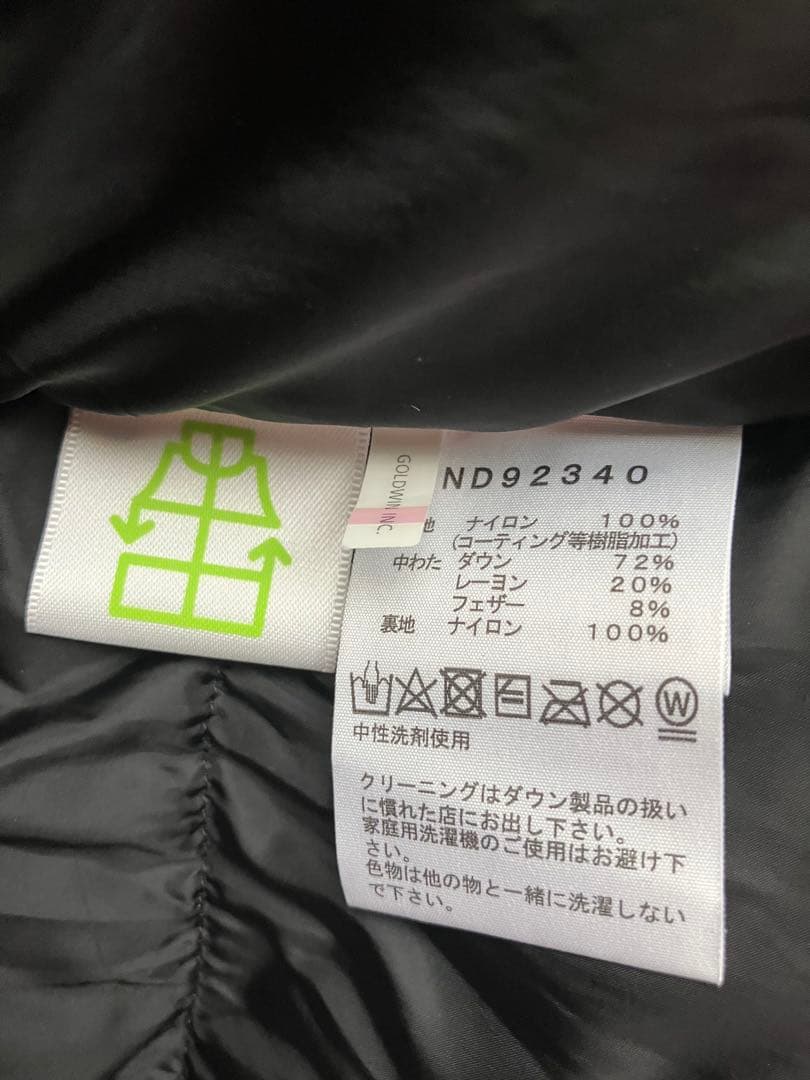 GOLDWIN INC.
ND92340
地 ナイロン 100%
(コーティング等樹脂加工)
中わた ダウン 72%
レーヨン 20%
フェザー 8%
裏地 ナイロン 100%
W
中性洗剤使用
クリーニングはダウン製品の扱い
に慣れた店にお出し下さい。
家庭用洗濯機のご使用はお避け下
さい。
色物は他の物と一緒に洗濯しない
で下さい。